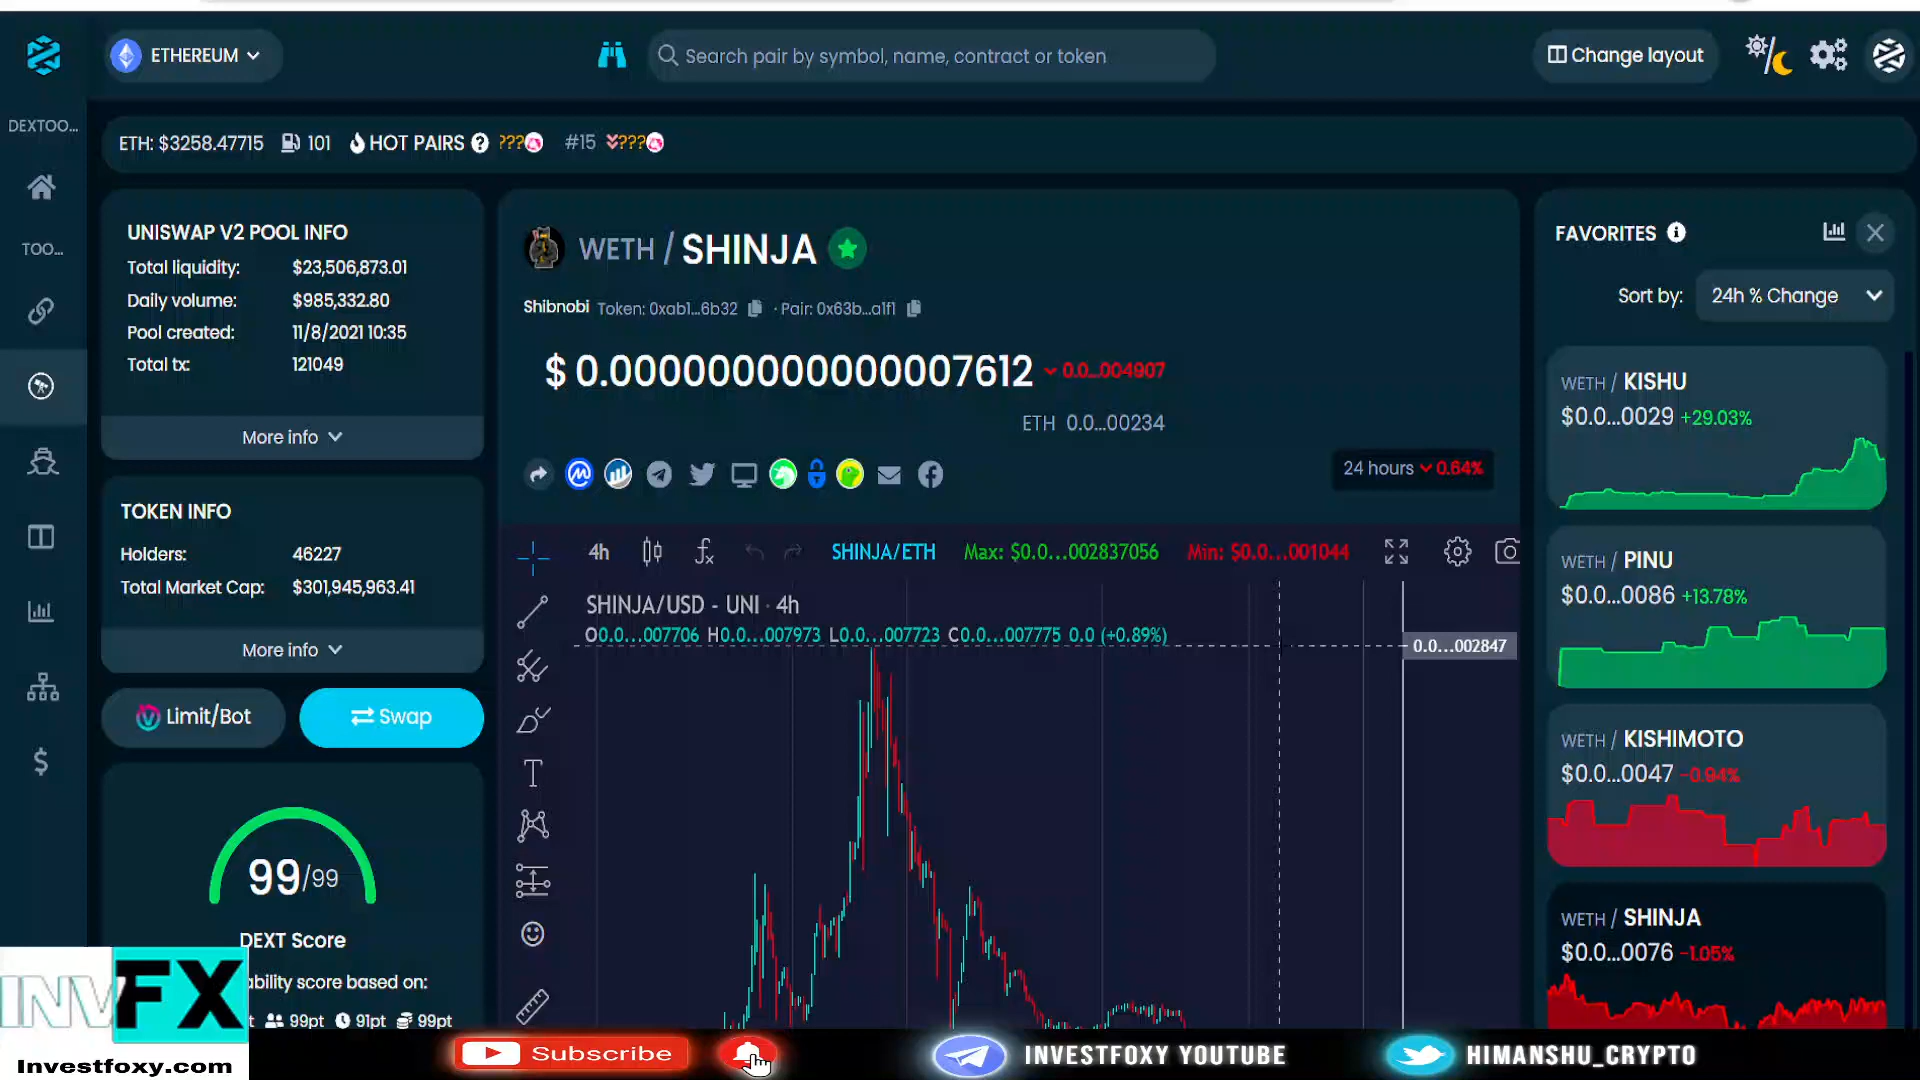 ETHEREUM
Search pair by symbol, name, contract or token
Change layout
DEXTOO...
ETH: $3258.47715 101 HOT PAIRS ??? #15 ???
TOO...
UNISWAP V2 POOL INFO
Total liquidity: $23,506,873.01
Daily volume: $985,332.80
Pool created: 11/8/2021 10:35
Total tx: 121049
More info
TOKEN INFO
Holders: 46227
Total Market Cap: $301,945,963.41
More info
Limit/Bot
Swap
99/99
DEXT Score
ability score based on:
t 99pt 91pt 99pt
WETH / SHINJA
Shibnobi Token: 0xab1...6b32 · Pair: 0x63b...a1f1
$ 0.000000000000007612 0.0...004907
ETH 0.0...00234
24 hours 0.64%
4h SHINJA/ETH Max: $0.0...002837056 Min: $0.0...001044
SHINJA/USD - UNI · 4h
O0.0...007706 H0.0...007973 L0.0...007723 C0.0...007775 0.0 (+0.89%)
0.0...002847
FAVORITES
Sort by: 24h % Change
WETH / KISHU
$0.0...0029 +29.03%
WETH / PINU
$0.0...0086 +13.78%
WETH / KISHIMOTO
$0.0...0047 -0.94%
WETH / SHINJA
$0.0...0076 -1.05%
INVFX
Investfoxy.com
Subscribe
INVESTFOXY YOUTUBE
HIMANSHU_CRYPTO